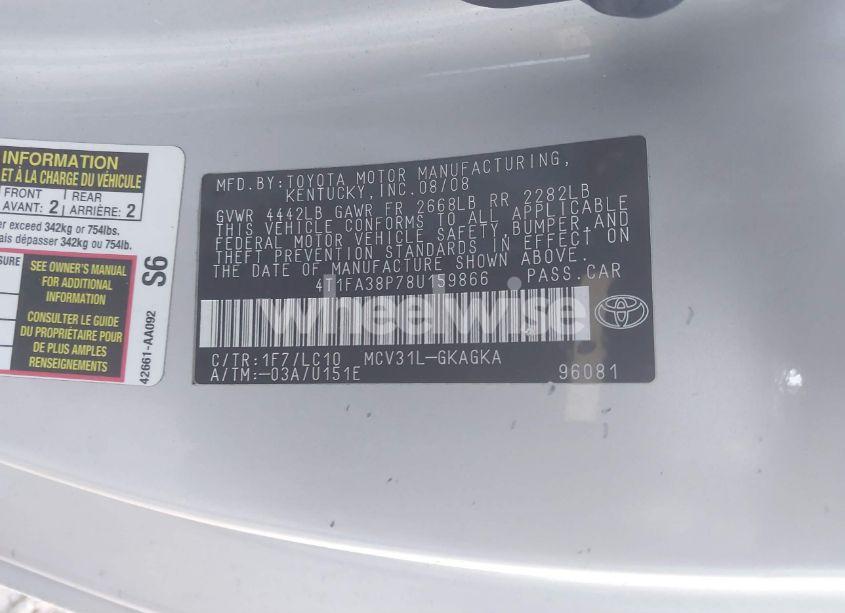 INFORMATION
ET À LA CHARGE DU VÉHICULE
FRONT
AVANT: 2
REAR
ARRIÈRE: 2
exceed 342kg or 754lbs.
dépasser 342kg ou 754lb.
SEE OWNER'S MANUAL
FOR ADDITIONAL
INFORMATION
CONSULTER LE GUIDE
DU PROPRIÉTAIRE POUR
DE PLUS AMPLES
RENSEIGNEMENTS
S6
42661-AA092
MFD.BY:TOYOTA MOTOR MANUFACTURING,
KENTUCKY,INC.08/08
GVWR 4442LB GAWR FR 2668LB RR 2282LB
THIS VEHICLE CONFORMS TO ALL APPLICABLE
FEDERAL MOTOR VEHICLE SAFETY,BUMPER,AND
THEFT PREVENTION STANDARDS IN EFFECT ON
THE DATE OF MANUFACTURE SHOWN ABOVE.
4T1FA38P78U159866 PASS.CAR
wheelwise
C/TR:1F7/LC10 MCV31L-GKAGKA
A/TM:-03A/U151E 96081